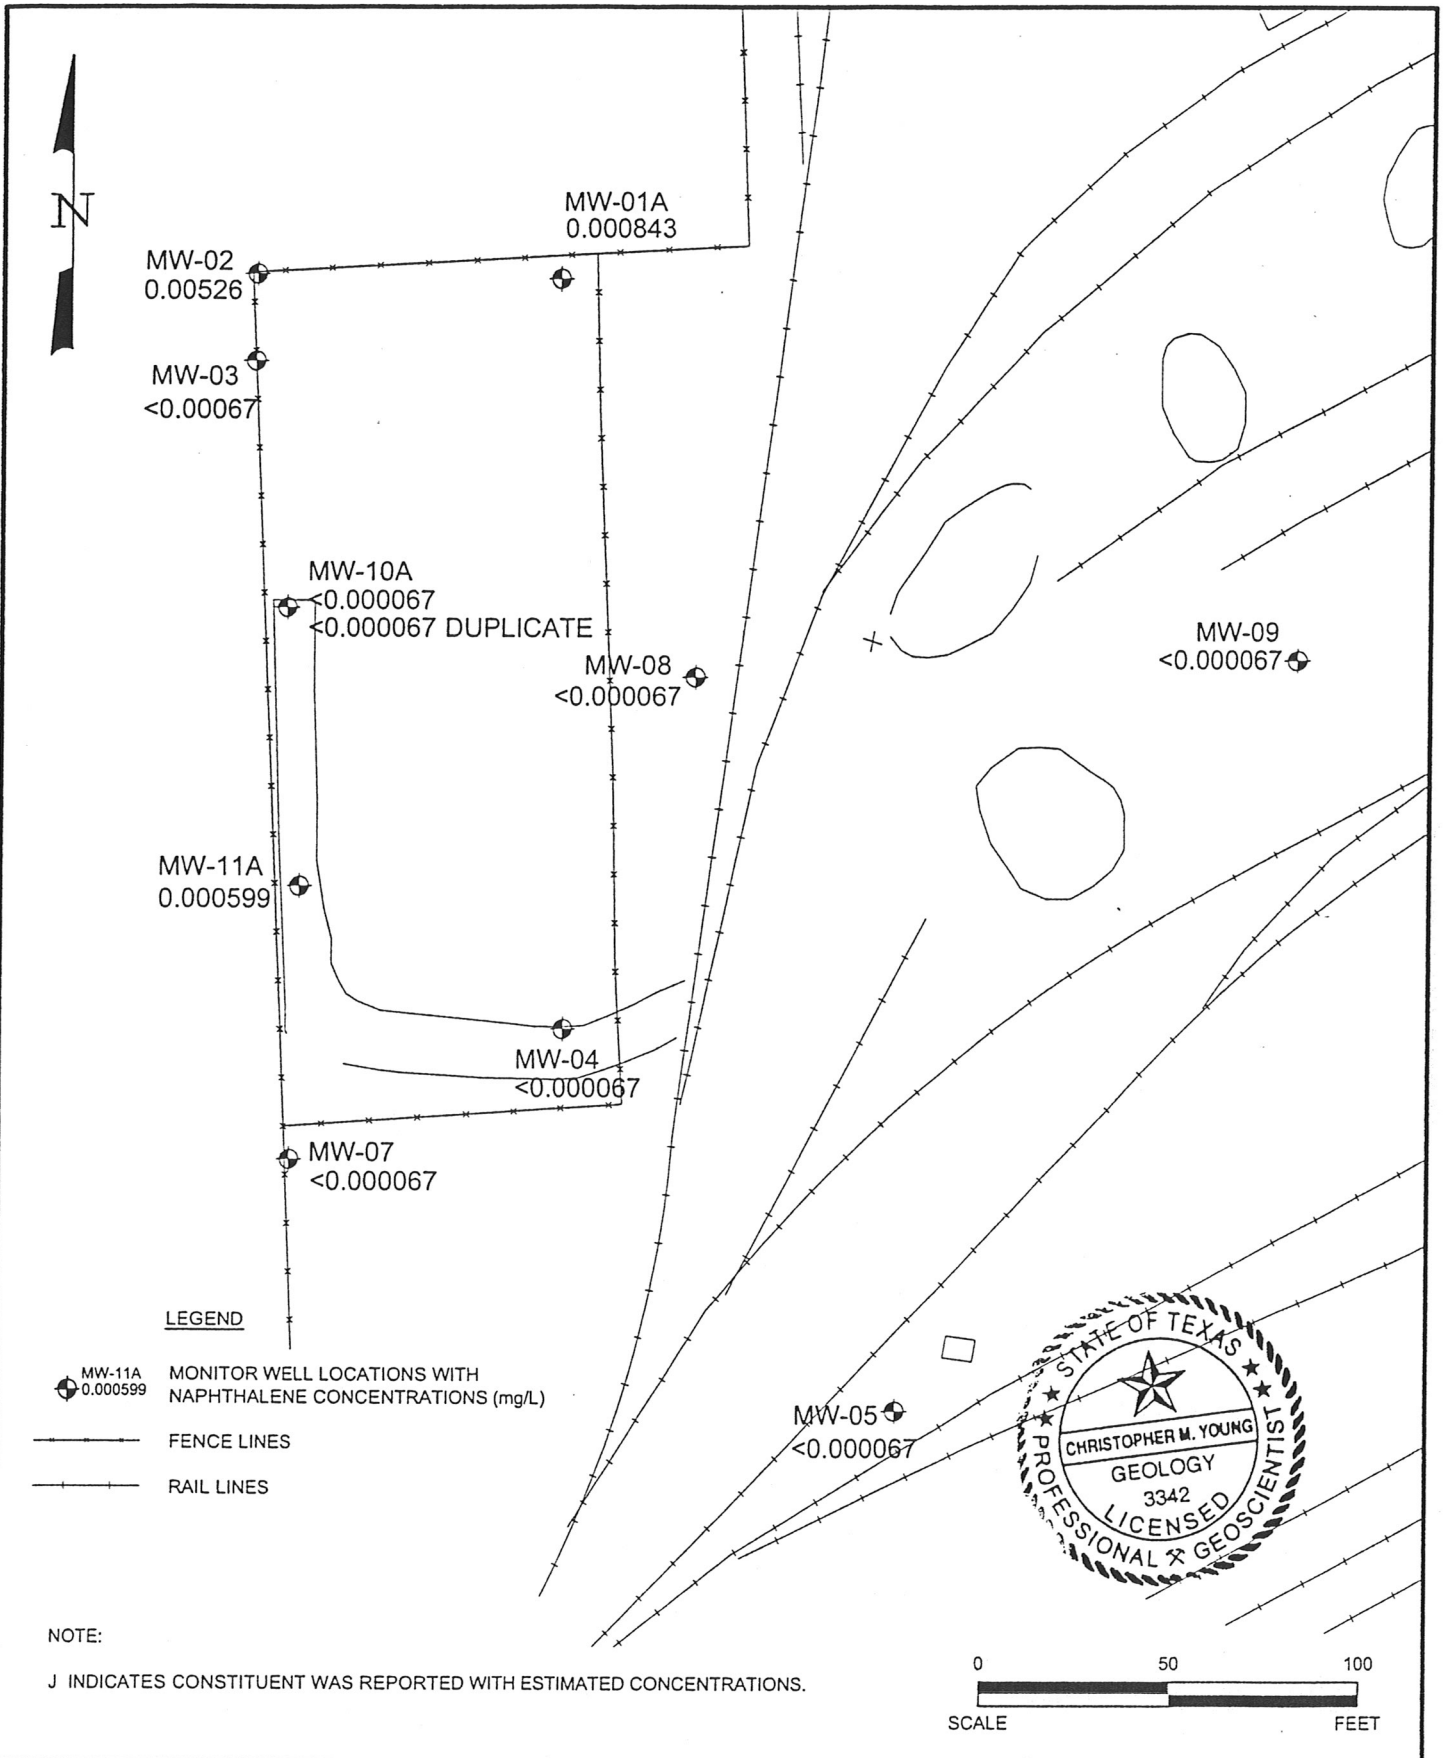 N
MW-01A
0.000843
MW-02
0.00526
MW-03
<0.00067
MW-10A
<0.000067
<0.000067 DUPLICATE
MW-08
<0.000067
MW-09
<0.000067
MW-11A
0.000599
MW-04
<0.000067
MW-07
<0.000067
MW-05
<0.000067
LEGEND
MW-11A
0.000599
MONITOR WELL LOCATIONS WITH
NAPHTHALENE CONCENTRATIONS (mg/L)
FENCE LINES
RAIL LINES
STATE OF TEXAS
CHRISTOPHER M. YOUNG
GEOLOGY
3342
LICENSED
PROFESSIONAL GEOSCIENTIST
NOTE:
J INDICATES CONSTITUENT WAS REPORTED WITH ESTIMATED CONCENTRATIONS.
0 50 100
SCALE FEET